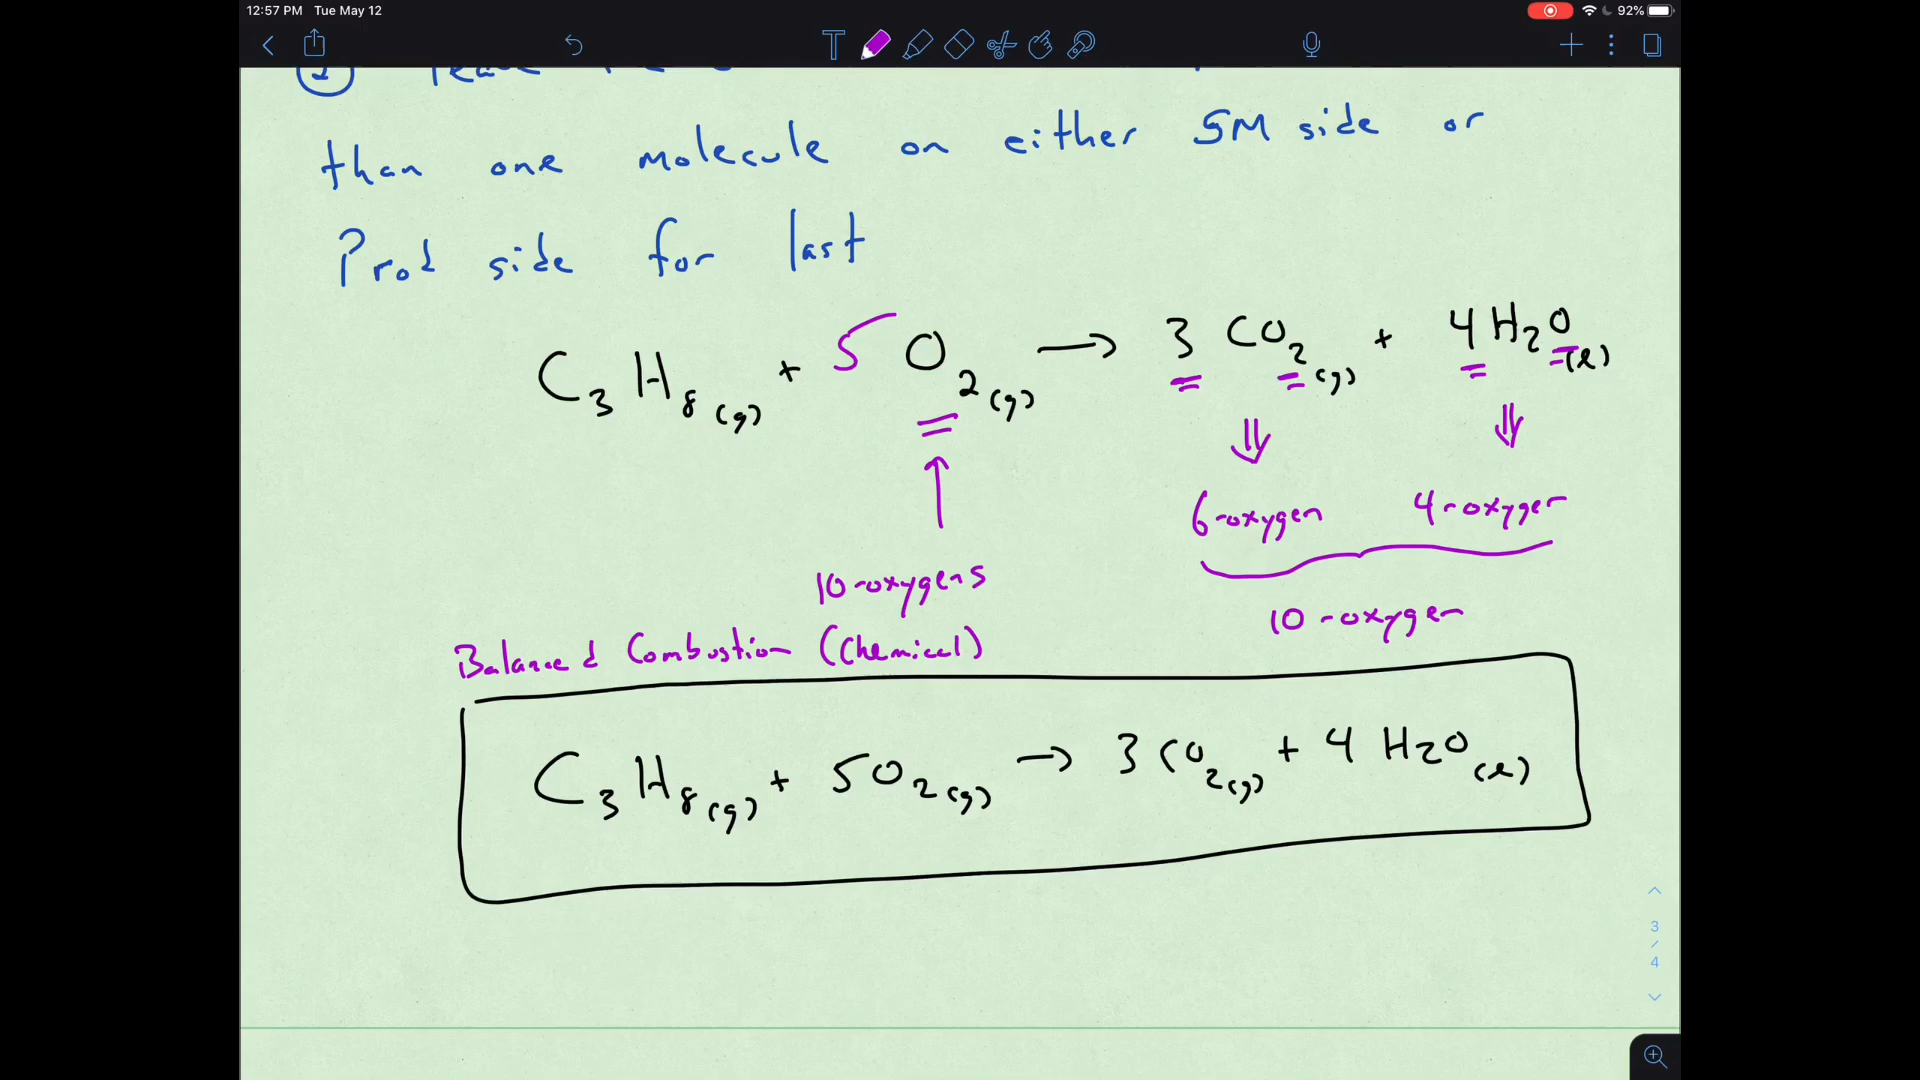 12:57 PM Tue May 12
92%
than one molecule on either SM side or
Prod side for last
C3H8(g) + 5 O2(g) → 3 CO2(g) + 4 H2O(l)
6-oxygen 4-oxygen
10-oxygens
10-oxygen
Balanced Combustion (Chemical)
C3H8(g) + 5O2(g) → 3 CO2(g) + 4 H2O(l)
3
/
4